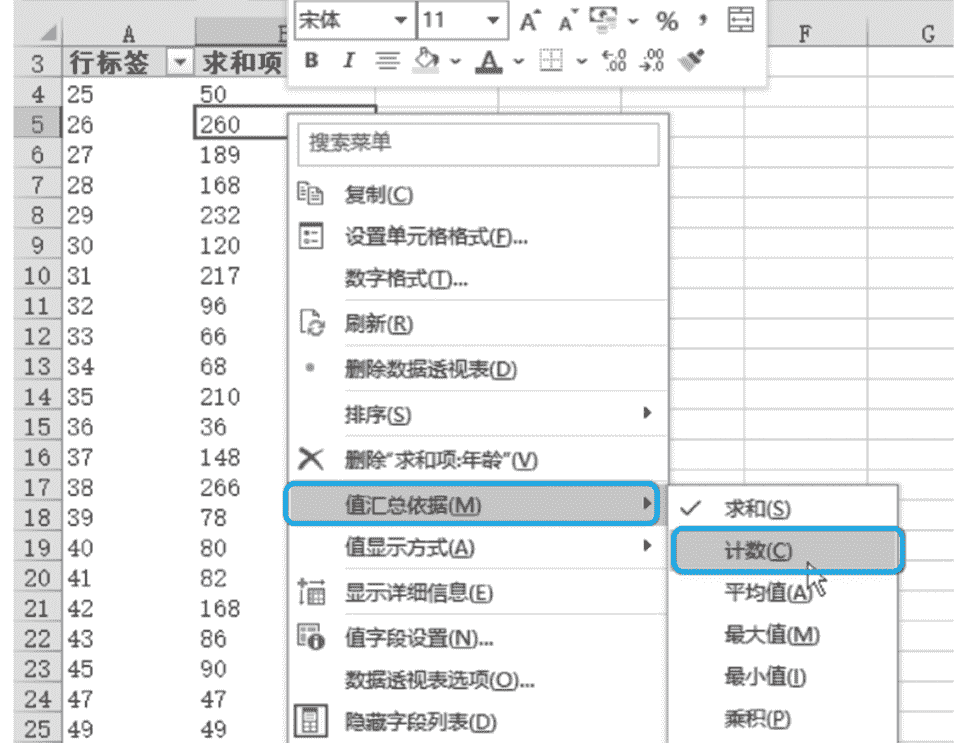 宋体 11 A A % ,
B I A .00 .00
A F G
3 行标签 求和项
4 25 50
5 26 260
6 27 189
7 28 168
8 29 232
9 30 120
10 31 217
11 32 96
12 33 66
13 34 68
14 35 210
15 36 36
16 37 148
17 38 266
18 39 78
19 40 80
20 41 82
21 42 168
22 43 86
23 45 90
24 47 47
25 49 49
搜索菜单
复制(C)
设置单元格格式(F)...
数字格式(T)...
刷新(R)
删除数据透视表(D)
排序(S)
删除"求和项:年龄"(V)
值汇总依据(M)
值显示方式(A)
显示详细信息(E)
值字段设置(N)...
数据透视表选项(O)...
隐藏字段列表(D)
求和(S)
计数(C)
平均值(A)
最大值(M)
最小值(I)
乘积(P)